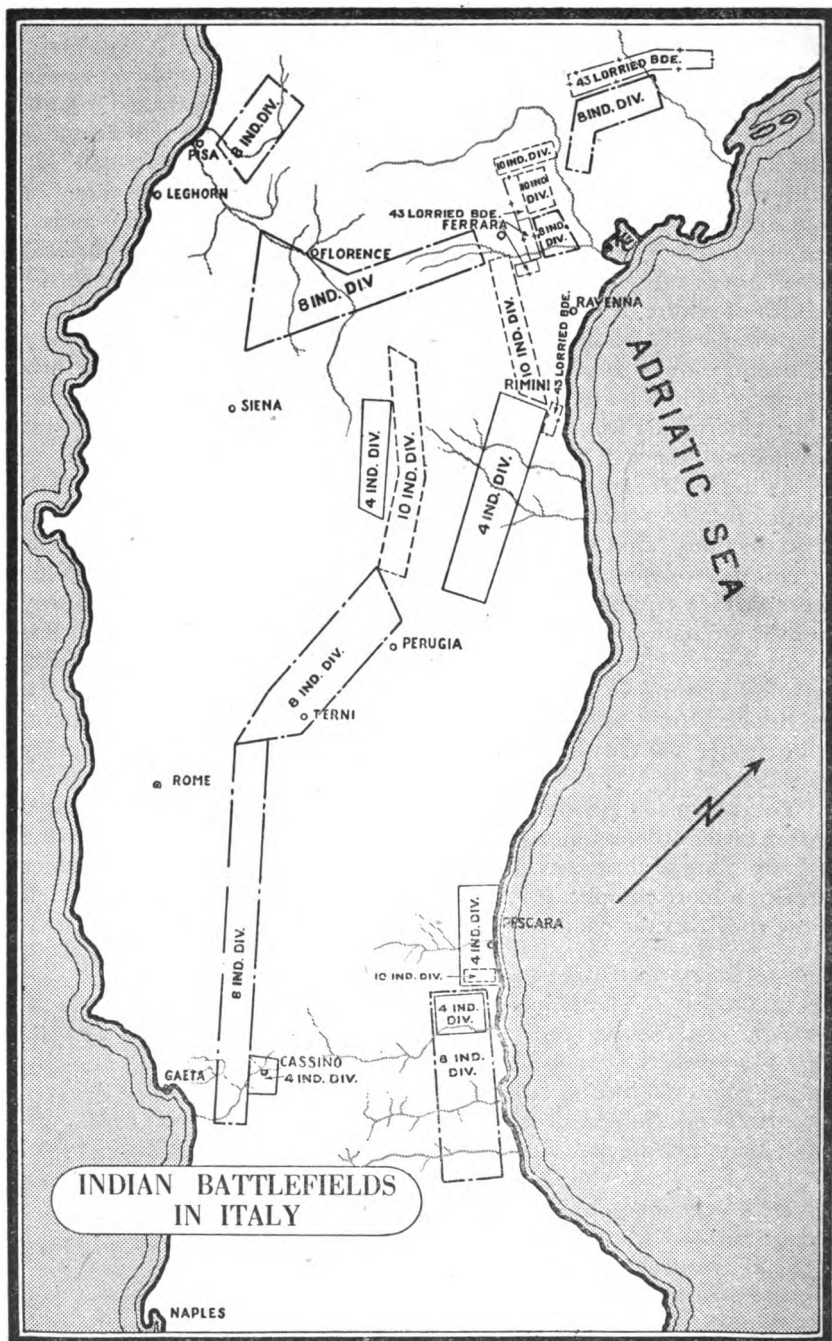 43 LORRIED BDE.
8 IND. DIV.
8 IND. DIV.
PISA
LEGHORN
10 IND. DIV.
10 IND.
DIV.
43 LORRIED BDE.
FERRARA
8 IND.
DIV.
FLORENCE
8 IND. DIV
RAVENNA
43 LORRIED BDE.
10 IND. DIV.
RIMINI
ADRIATIC SEA
SIENA
4 IND. DIV.
10 IND. DIV.
4 IND. DIV.
PERUGIA
8 IND. DIV.
TERNI
ROME
N
4 IND. DIV.
PESCARA
10 IND. DIV.
8 IND. DIV.
4 IND.
DIV.
8 IND.
DIV.
CASSINO
4 IND. DIV.
GAETA
INDIAN BATTLEFIELDS
IN ITALY
NAPLES